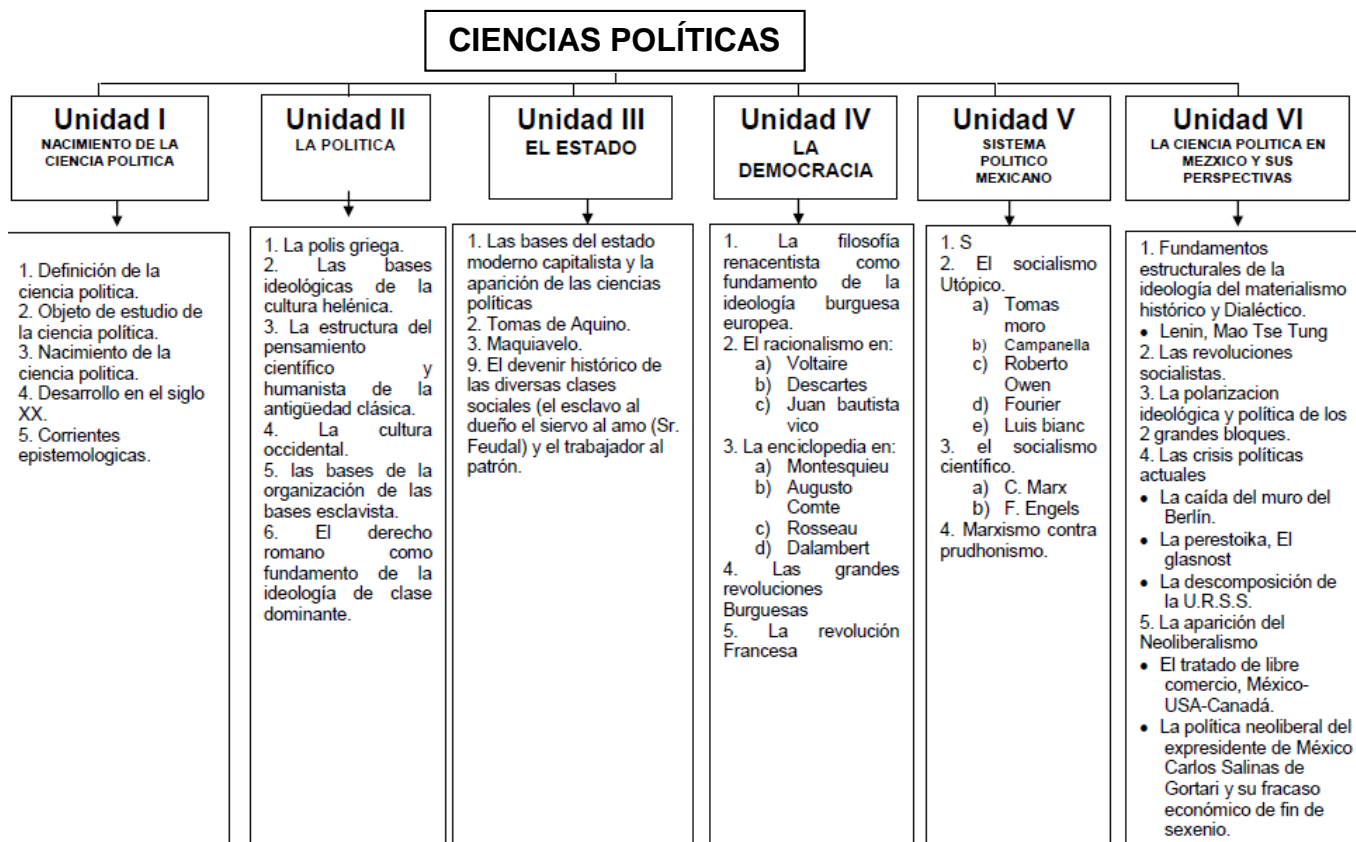 CIENCIAS POLÍTICAS
Unidad I
NACIMIENTO DE LA
CIENCIA POLITICA
1. Definición de la
ciencia politica.
2. Objeto de estudio de
la ciencia política.
3. Nacimiento de la
ciencia politica.
4. Desarrollo en el siglo
XX.
5. Corrientes
epistemologicas.
Unidad II
LA POLITICA
1. La polis griega.
2. Las bases
ideológicas de la
cultura helénica.
3. La estructura del
pensamiento
científico y
humanista de la
antigüedad clásica.
4. La cultura
occidental.
5. las bases de la
organización de las
bases esclavista.
6. El derecho
romano como
fundamento de la
ideología de clase
dominante.
Unidad III
EL ESTADO
1. Las bases del estado
moderno capitalista y la
aparición de las ciencias
políticas
2. Tomas de Aquino.
3. Maquiavelo.
9. El devenir histórico de
las diversas clases
sociales (el esclavo al
dueño el siervo al amo (Sr.
Feudal) y el trabajador al
patrón.
Unidad IV
LA
DEMOCRACIA
1. La filosofía
renacentista como
fundamento de la
ideología burguesa
europea.
2. El racionalismo en:
a) Voltaire
b) Descartes
c) Juan bautista
vico
3. La enciclopedia en:
a) Montesquieu
b) Augusto
Comte
c) Rosseau
d) Dalambert
4. Las grandes
revoluciones
Burguesas
5. La revolución
Francesa
Unidad V
SISTEMA
POLITICO
MEXICANO
1. S
2. El socialismo
Utópico.
a) Tomas
moro
b) Campanella
c) Roberto
Owen
d) Fourier
e) Luis bianc
3. el socialismo
científico.
a) C. Marx
b) F. Engels
4. Marxismo contra
prudhonismo.
Unidad VI
LA CIENCIA POLITICA EN
MEZXICO Y SUS
PERSPECTIVAS
1. Fundamentos
estructurales de la
ideología del materialismo
histórico y Dialéctico.
• Lenin, Mao Tse Tung
2. Las revoluciones
socialistas.
3. La polarizacion
ideológica y política de los
2 grandes bloques.
4. Las crisis políticas
actuales
• La caída del muro del
Berlín.
• La perestoika, El
glasnost
• La descomposición de
la U.R.S.S.
5. La aparición del
Neoliberalismo
• El tratado de libre
comercio, México-
USA-Canadá.
• La política neoliberal del
expresidente de México
Carlos Salinas de
Gortari y su fracaso
económico de fin de
sexenio.